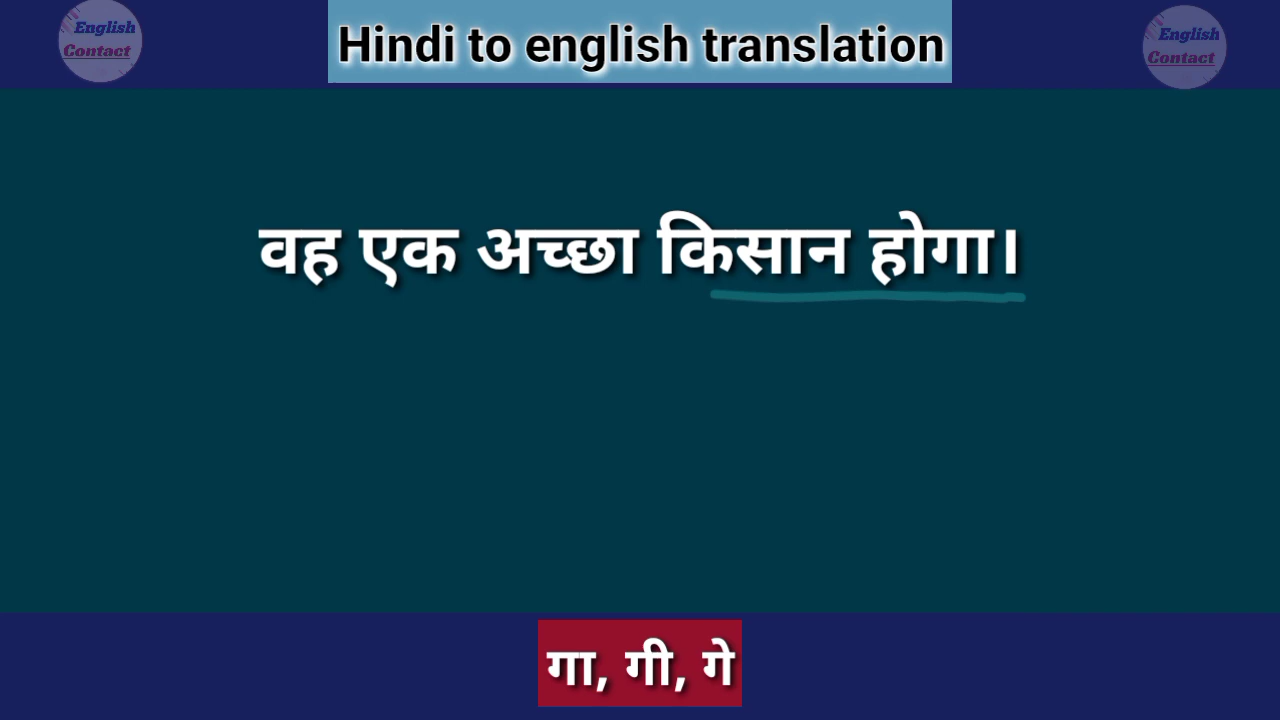 English
Contact
Hindi to english translation
English
Contact
वह एक अच्छा किसान होगा।
गा, गी, गे